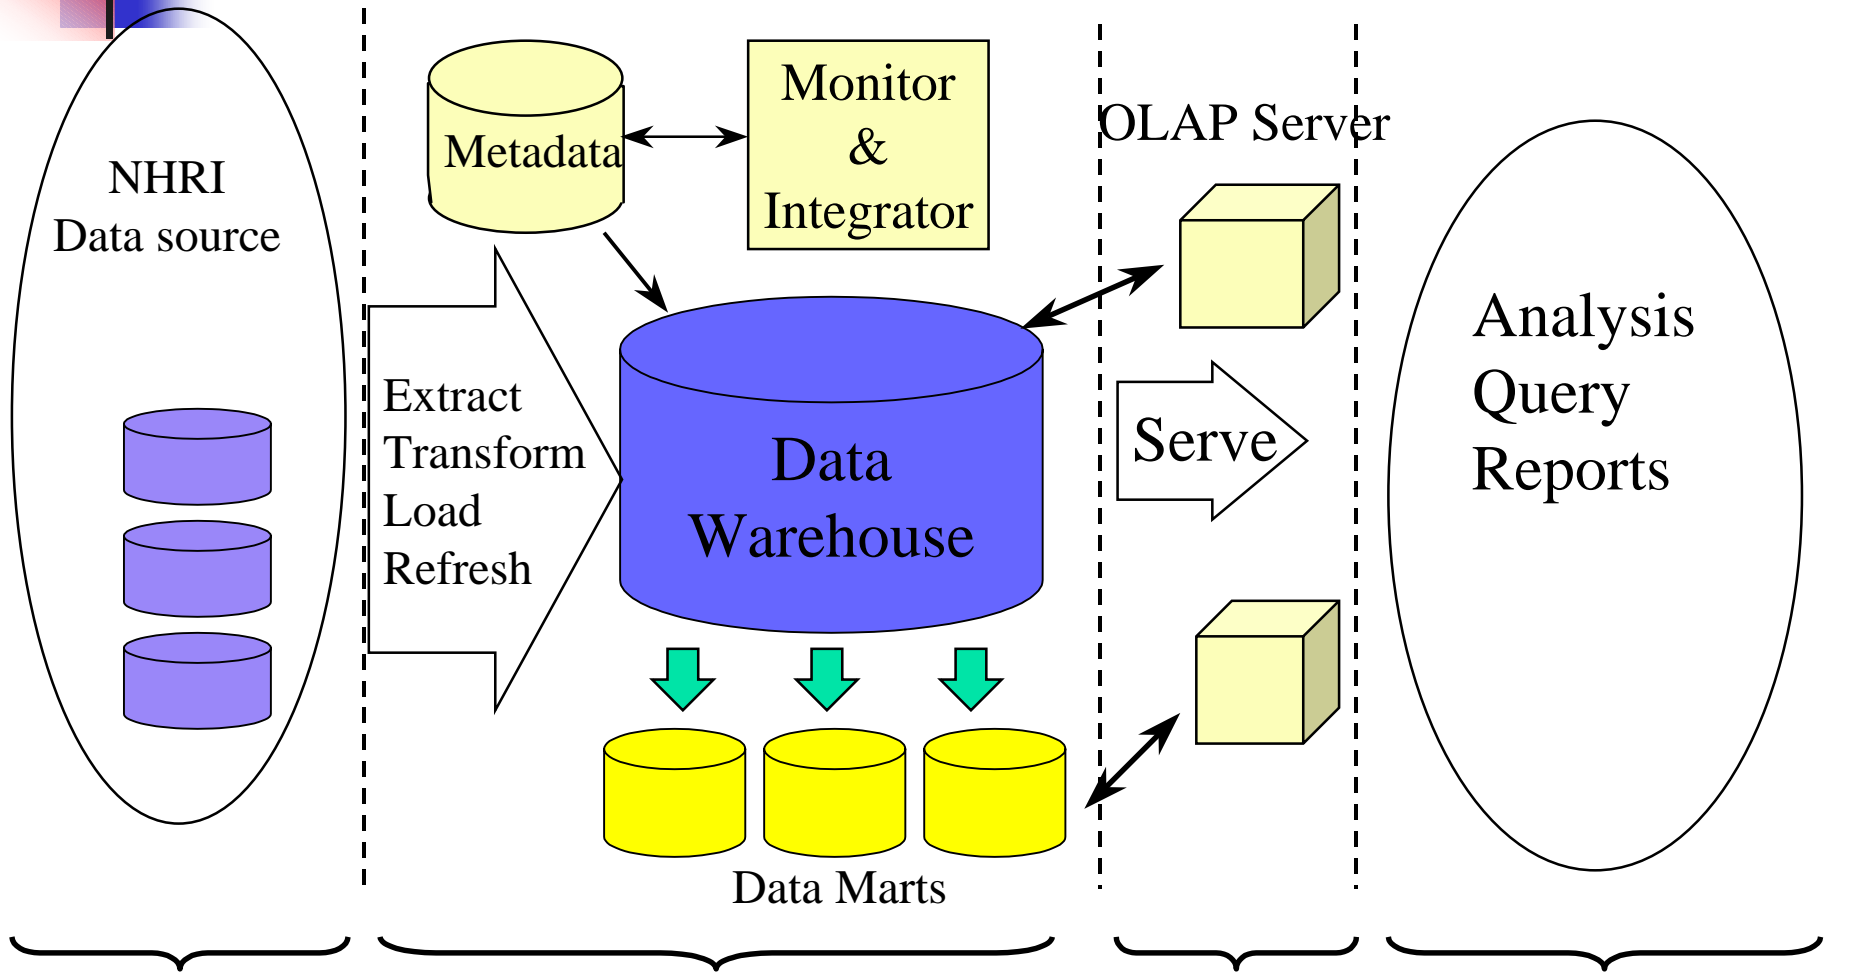 NHRI
Data source
Metadata
Monitor
&
Integrator
OLAP Server
Extract
Transform
Load
Refresh
Data
Warehouse
Serve
Analysis
Query
Reports
Data Marts